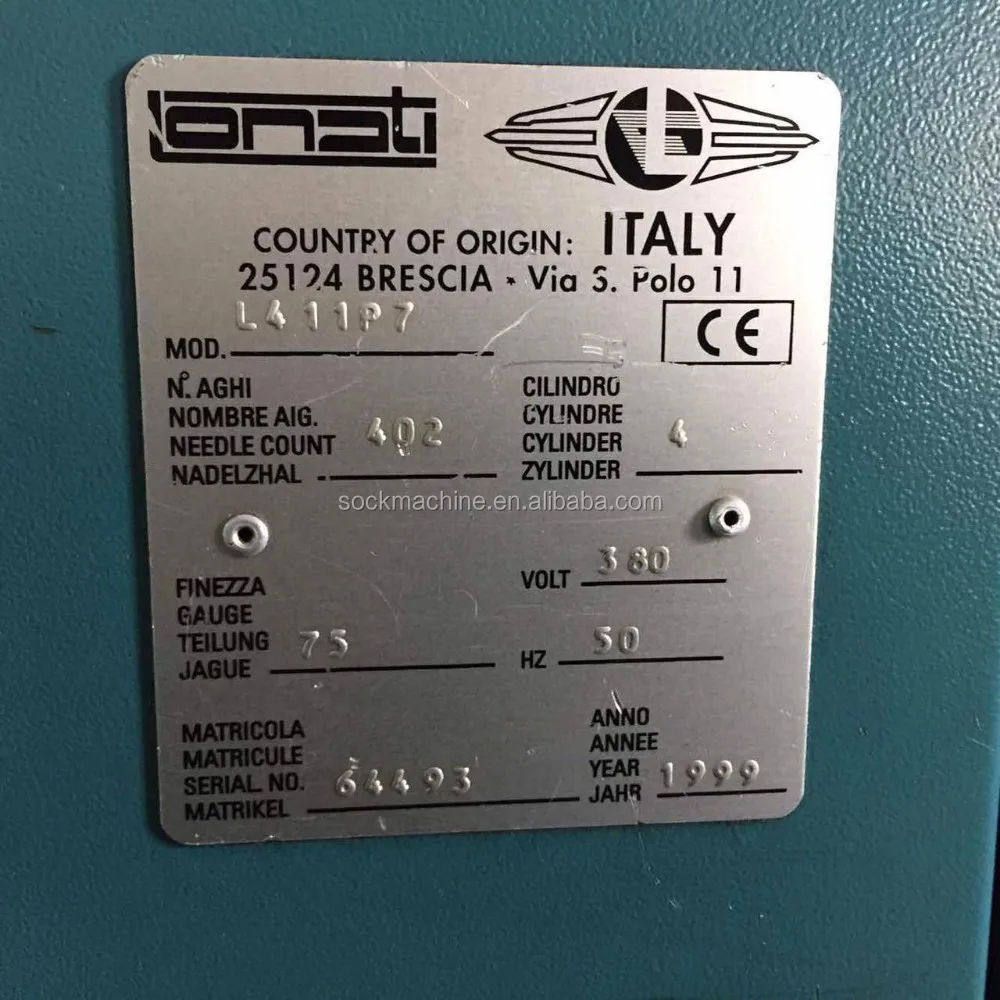 Lonati
COUNTRY OF ORIGIN: ITALY
25124 BRESCIA • Via S. Polo 11
MOD. L411P7
CE
N°. AGHI
NOMBRE AIG.
NEEDLE COUNT 402
NADELZHAL
CILINDRO
CYLINDRE
CYLINDER 4
ZYLINDER
sockmachine.en.alibaba.com
FINEZZA
GAUGE
TEILUNG 75
JAGUE
VOLT 380
HZ 50
MATRICOLA
MATRICULE
SERIAL NO. 64493
MATRIKEL
ANNO
ANNEE
YEAR 1999
JAHR